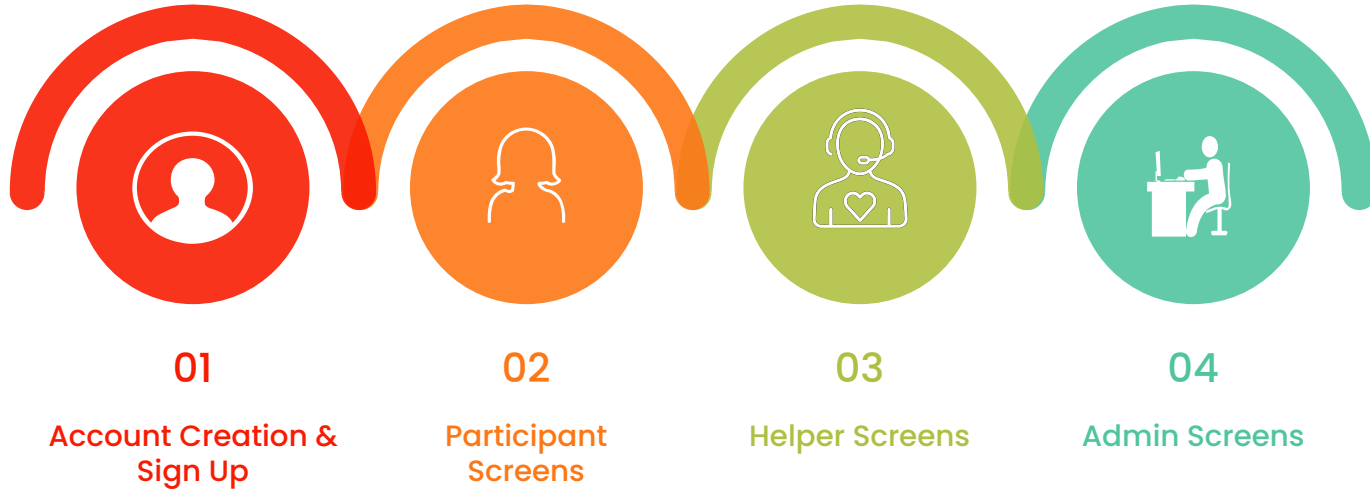 01
Account Creation &
Sign Up
02
Participant
Screens
03
Helper Screens
04
Admin Screens